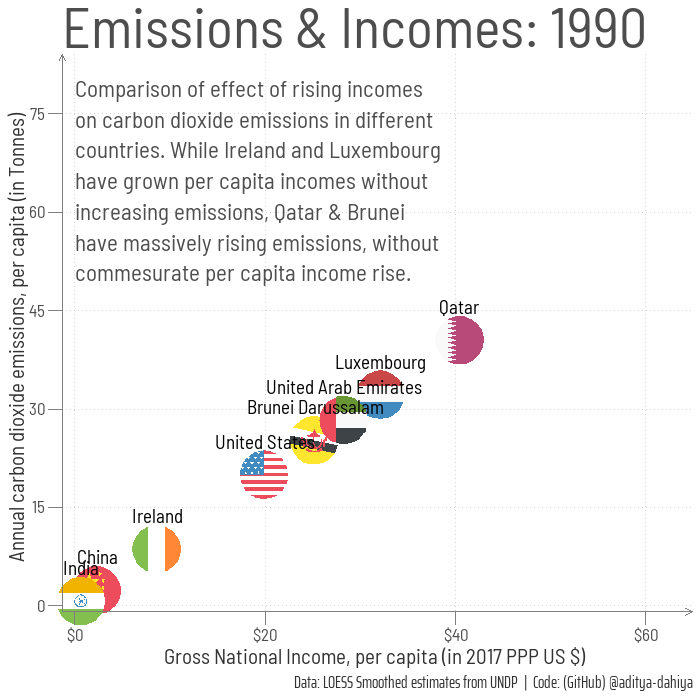 Emissions & Incomes: 1990
Comparison of effect of rising incomes
on carbon dioxide emissions in different
countries. While Ireland and Luxembourg
have grown per capita incomes without
increasing emissions, Qatar & Brunei
have massively rising emissions, without
commesurate per capita income rise.
Annual carbon dioxide emissions, per capita (in Tonnes)
75
60
45
30
15
0
Qatar
Luxembourg
United Arab Emirates
Brunei Darussalam
United States
Ireland
China
India
$0
$20
$40
$60
Gross National Income, per capita (in 2017 PPP US $)
Data: LOESS Smoothed estimates from UNDP | Code: (GitHub) @aditya-dahiya